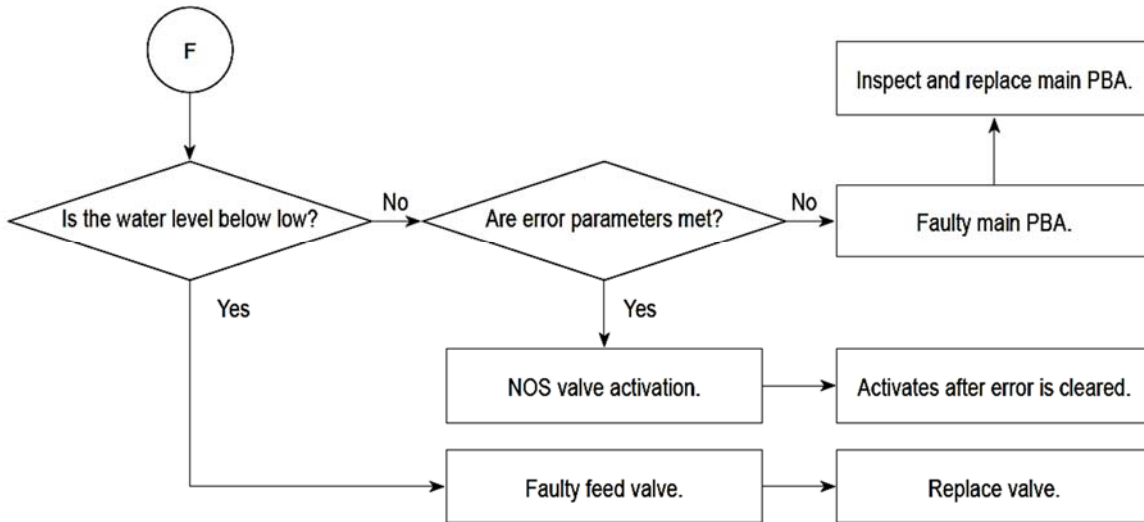 F
Inspect and replace main PBA.
Is the water level below low?
No
Are error parameters met?
No
Faulty main PBA.
Yes
Yes
NOS valve activation.
Activates after error is cleared.
Faulty feed valve.
Replace valve.